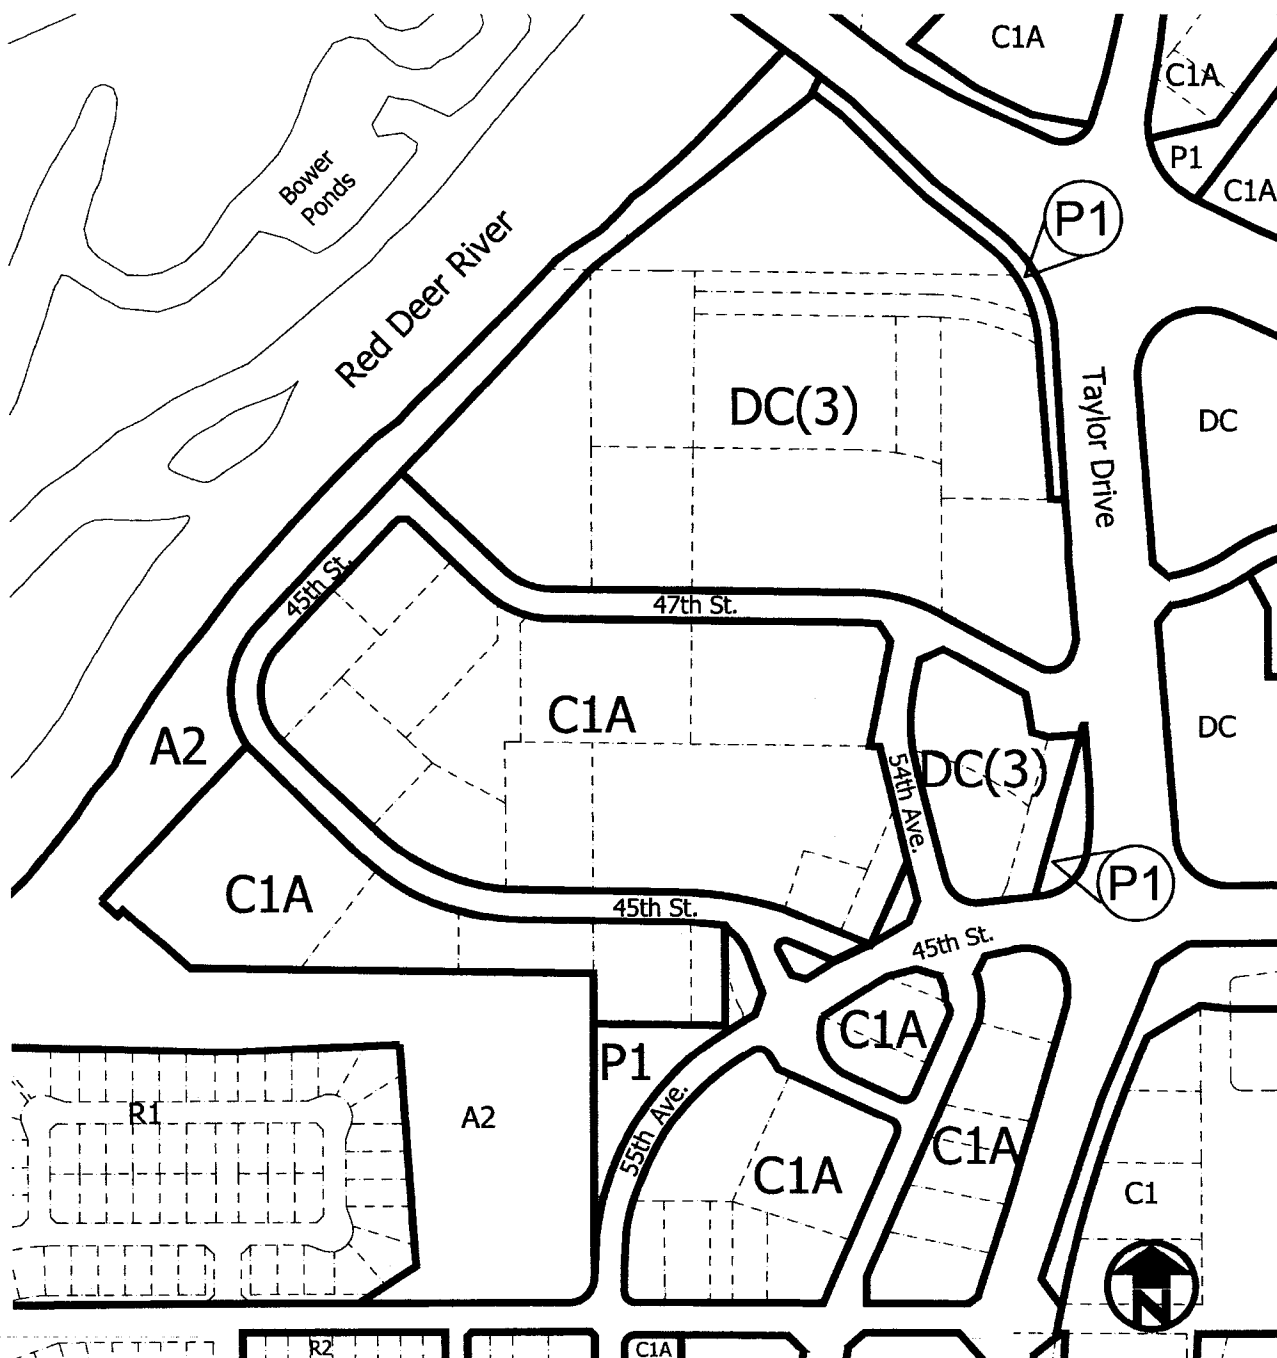 C1A
C1A
P1
C1A
Bower
Ponds
P1
Red Deer River
DC(3)
Taylor Drive
DC
45th St.
47th St.
C1A
A2
DC
54th Ave.
DC(3)
C1A
P1
45th St.
45th St.
C1A
P1
R1
A2
55th Ave.
C1A
C1A
C1
N
R2
C1A